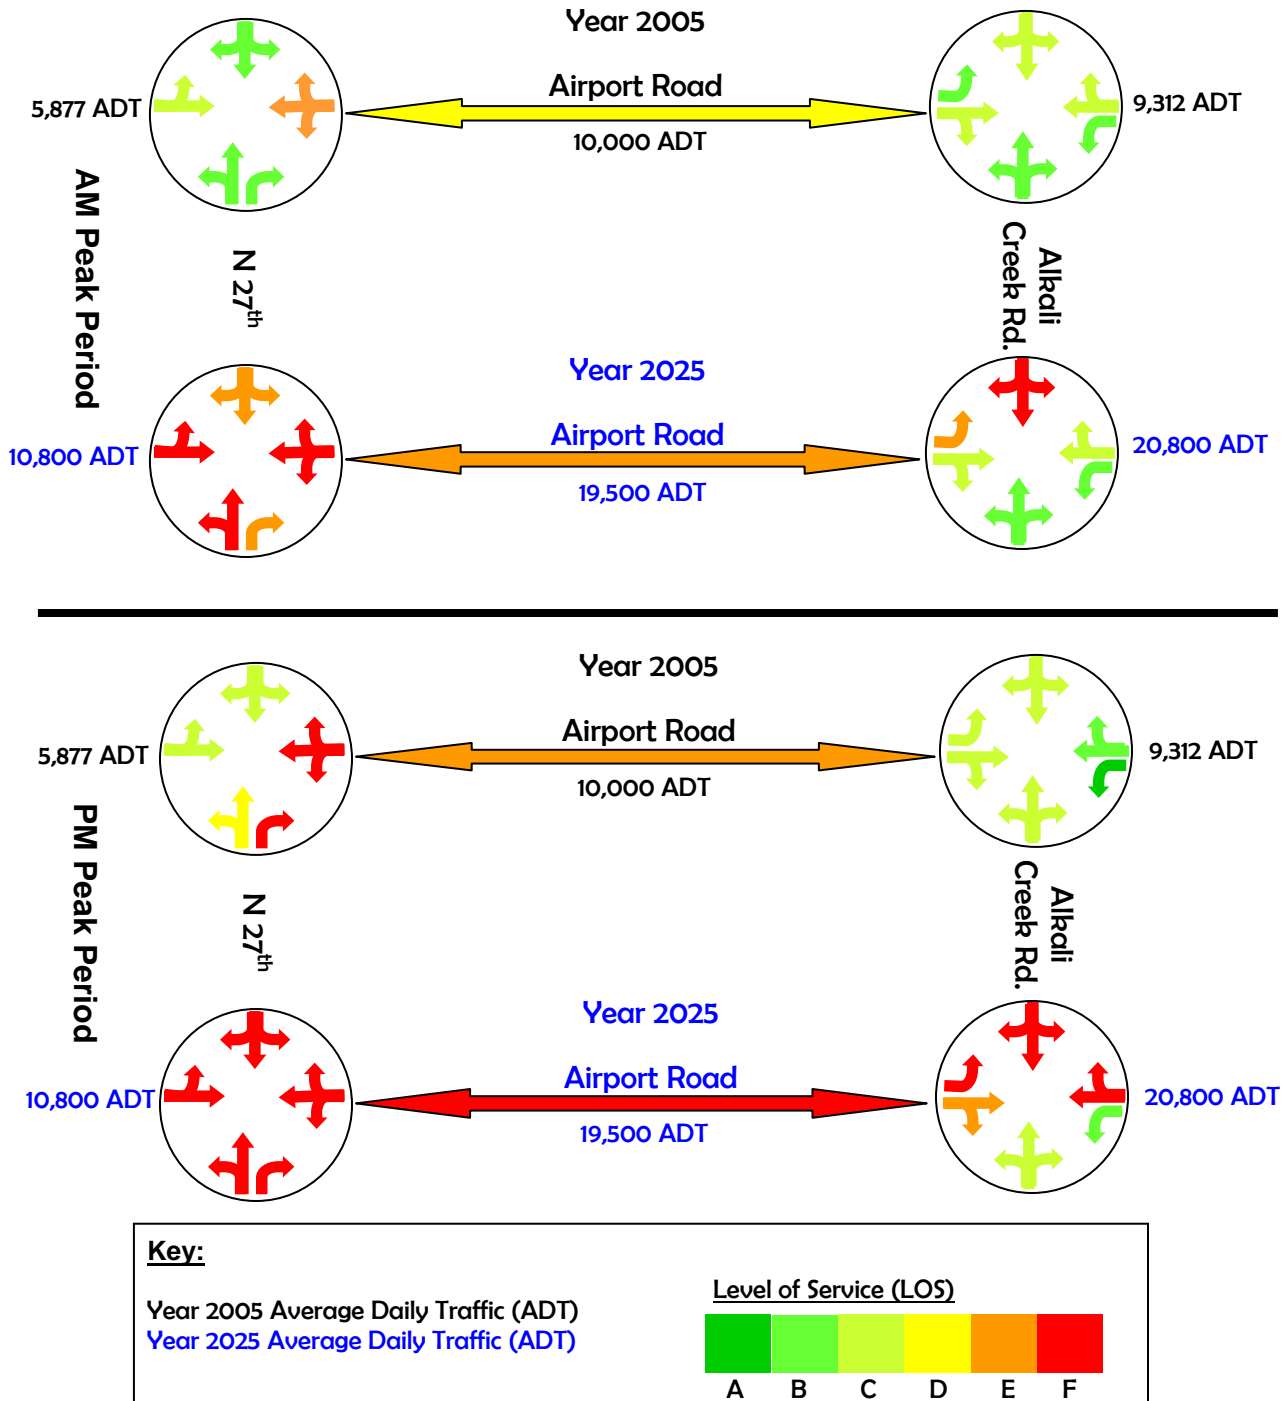 Year 2005
Airport Road
5,877 ADT
10,000 ADT
9,312 ADT
AM Peak Period
N 27th
Alkali
Creek Rd.
Year 2025
Airport Road
10,800 ADT
19,500 ADT
20,800 ADT
Year 2005
Airport Road
5,877 ADT
10,000 ADT
9,312 ADT
PM Peak Period
N 27th
Alkali
Creek Rd.
Year 2025
Airport Road
10,800 ADT
19,500 ADT
20,800 ADT
Key:
Year 2005 Average Daily Traffic (ADT)
Year 2025 Average Daily Traffic (ADT)
Level of Service (LOS)
A B C D E F